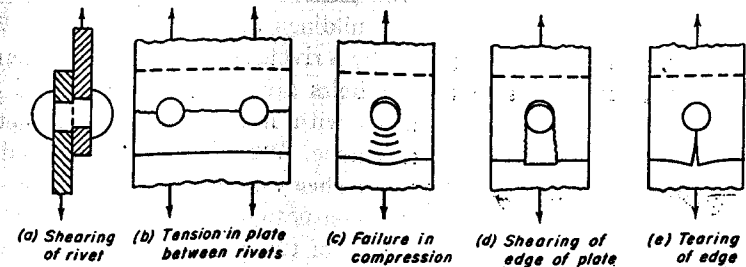 (a) Shearing
of rivet
(b) Tension in plate
between rivets
(c) Failure in
compression
(d) Shearing of
edge of plate
(e) Tearing
of edge